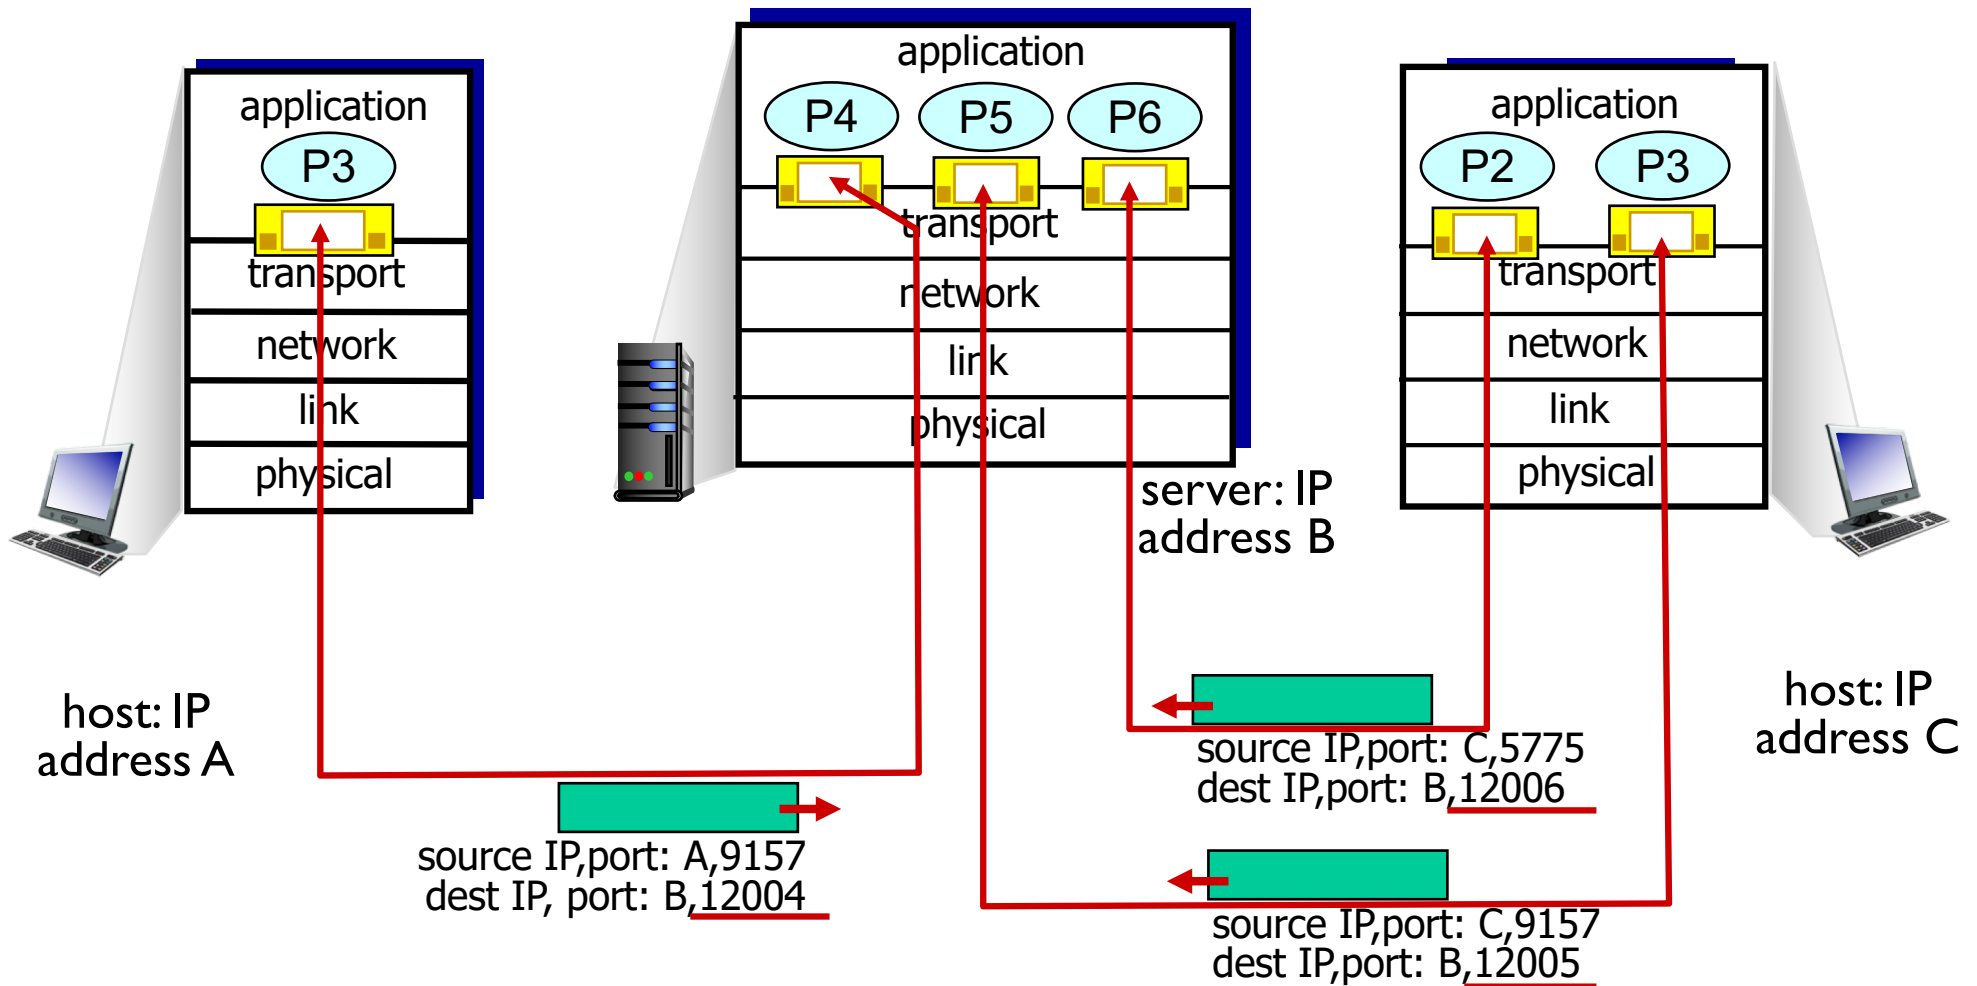 application
P3
transport
network
link
physical
host: IP
address A
application
P4 P5 P6
transport
network
link
physical
server: IP
address B
application
P2 P3
transport
network
link
physical
host: IP
address C
source IP,port: A,9157
dest IP, port: B,12004
source IP,port: C,5775
dest IP,port: B,12006
source IP,port: C,9157
dest IP,port: B,12005